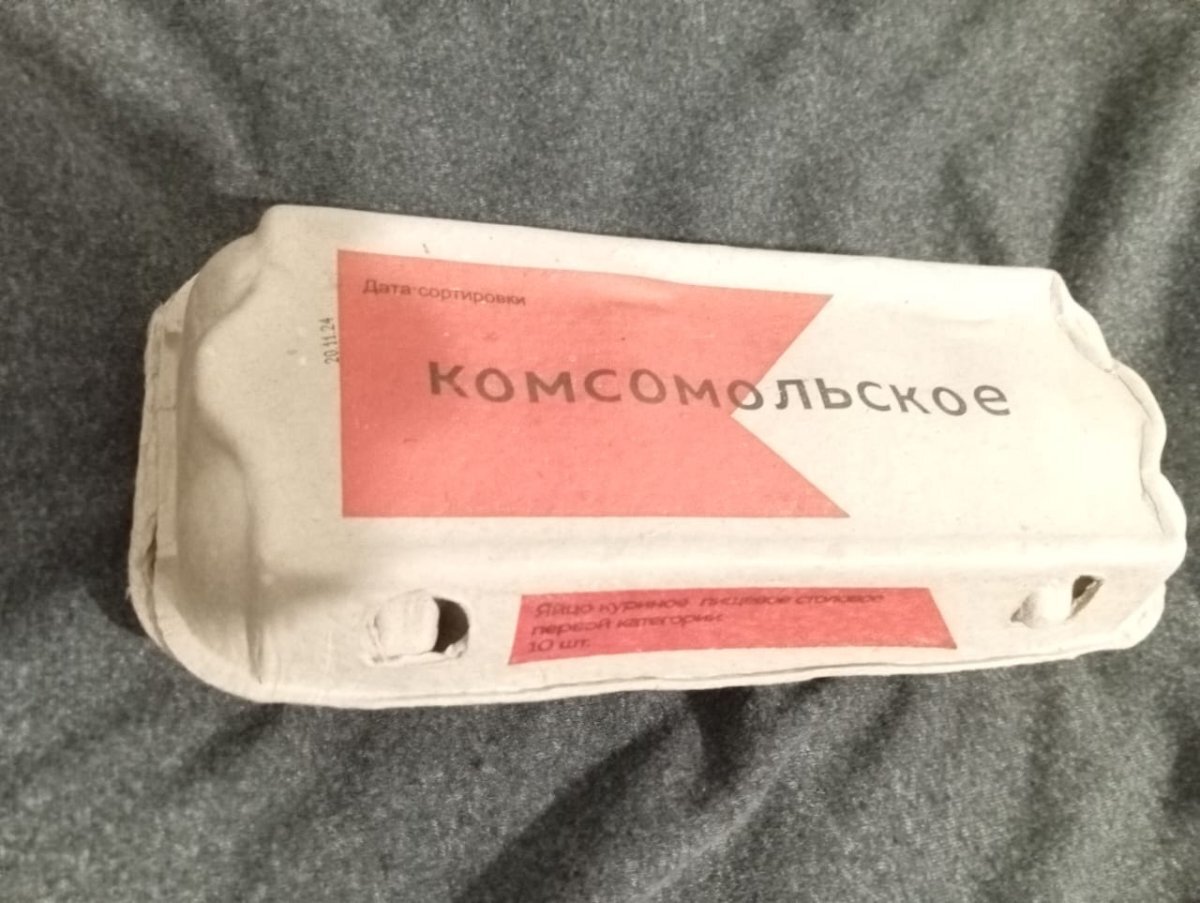 Дата сортировки
20.11.24
комсомольское
Яйцо куриное пищевое столовое
первой категории
10 шт.